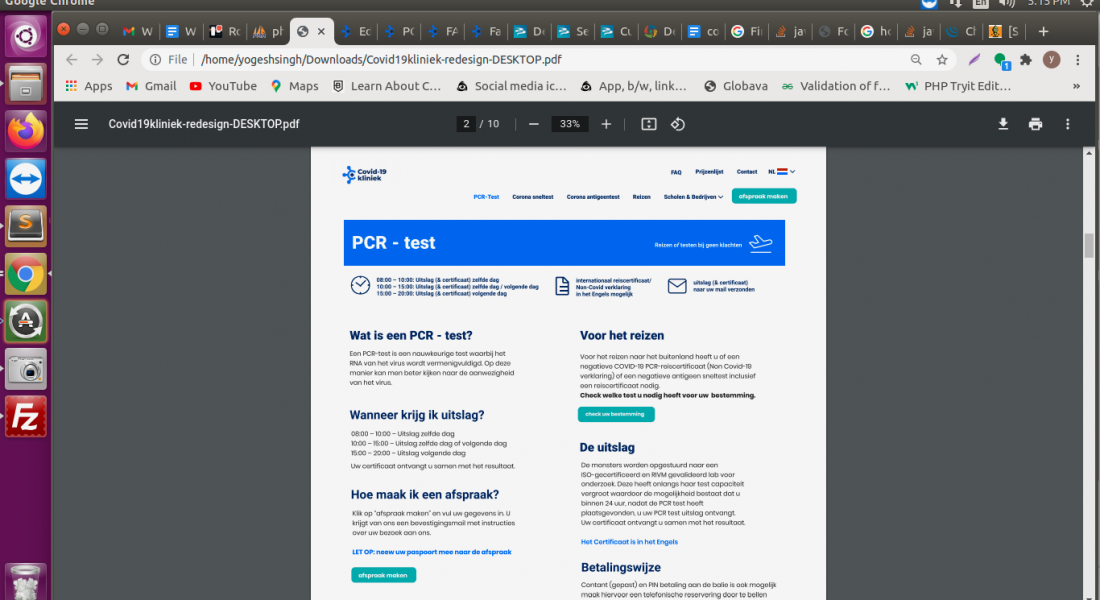 Google Chrome
En
5:15 PM
W
W
Rc
ph
Ec
PC
FA
Fa
De
Se
Cu
De
cc
Fi
ja
Fc
ho
ja
Ch
[S
File
/home/yogeshsingh/Downloads/Covid19kliniek-redesign-DESKTOP.pdf
1
Y
Apps
Gmail
YouTube
Maps
Learn About C...
Social media ic...
App, b/w, link...
Globava
Validation of f...
PHP Tryit Edit...
»
Covid19kliniek-redesign-DESKTOP.pdf
2 / 10
33%
Covid-19
kliniek
FAQ Prijzenlijst Contact NL
PCR-Test Corona sneltest Corona antigeentest Reizen Scholen & Bedrijven afspraak maken
PCR - test
Reizen of testen bij geen klachten
08:00 – 10:00: Uitslag (& certificaat) zelfde dag
10:00 – 15:00: Uitslag (& certificaat) zelfde dag / volgende dag
15:00 – 20:00: Uitslag (& certificaat) volgende dag
internationaal reiscertificaat/
Non-Covid verklaring
in het Engels mogelijk
uitslag (& certificaat)
naar uw mail verzonden
Wat is een PCR - test?
Een PCR-test is een nauwkeurige test waarbij het
RNA van het virus wordt vermenigvuldigd. Op deze
manier kan men beter kijken naar de aanwezigheid
van het virus.
Wanneer krijg ik uitslag?
08:00 – 10:00 – Uitslag zelfde dag
10:00 – 15:00 – Uitslag zelfde dag of volgende dag
15:00 – 20:00 – Uitslag volgende dag
Uw certificaat ontvangt u samen met het resultaat.
Hoe maak ik een afspraak?
Klik op "afspraak maken" en vul uw gegevens in. U
krijgt van ons een bevestigingsmail met instructies
over uw bezoek aan ons.
LET OP: neem uw paspoort mee naar de afspraak
afspraak maken
Voor het reizen
Voor het reizen naar het buitenland heeft u of een
negatieve COVID-19 PCR-reiscertificaat (Non Covid-19
verklaring) of een negatieve antigeen sneltest inclusief
een reiscertificaat nodig.
Check welke test u nodig heeft voor uw bestemming.
check uw bestemming
De uitslag
De monsters worden opgestuurd naar een
ISO-gecertificeerd en RIVM gevalideerd lab voor
onderzoek. Deze heeft onlangs haar test capaciteit
vergroot waardoor de mogelijkheid bestaat dat u
binnen 24 uur, nadat de PCR test heeft
plaatsgevonden, u uw PCR test uitslag ontvangt.
Uw certificaat ontvangt u samen met het resultaat.
Het Certificaat is in het Engels
Betalingswijze
Contant (gepast) en PIN betaling aan de balie is ook mogelijk
maak hiervoor een telefonische reservering door te bellen